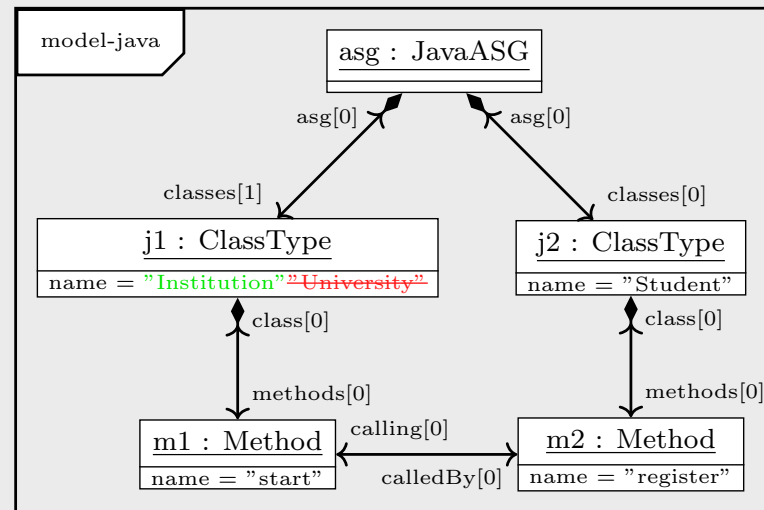 model-java
asg : JavaASG
asg[0]
asg[0]
classes[1]
classes[0]
j1 : ClassType
name = "Institution""University"
j2 : ClassType
name = "Student"
class[0]
class[0]
methods[0]
methods[0]
m1 : Method
name = "start"
calling[0]
calledBy[0]
m2 : Method
name = "register"